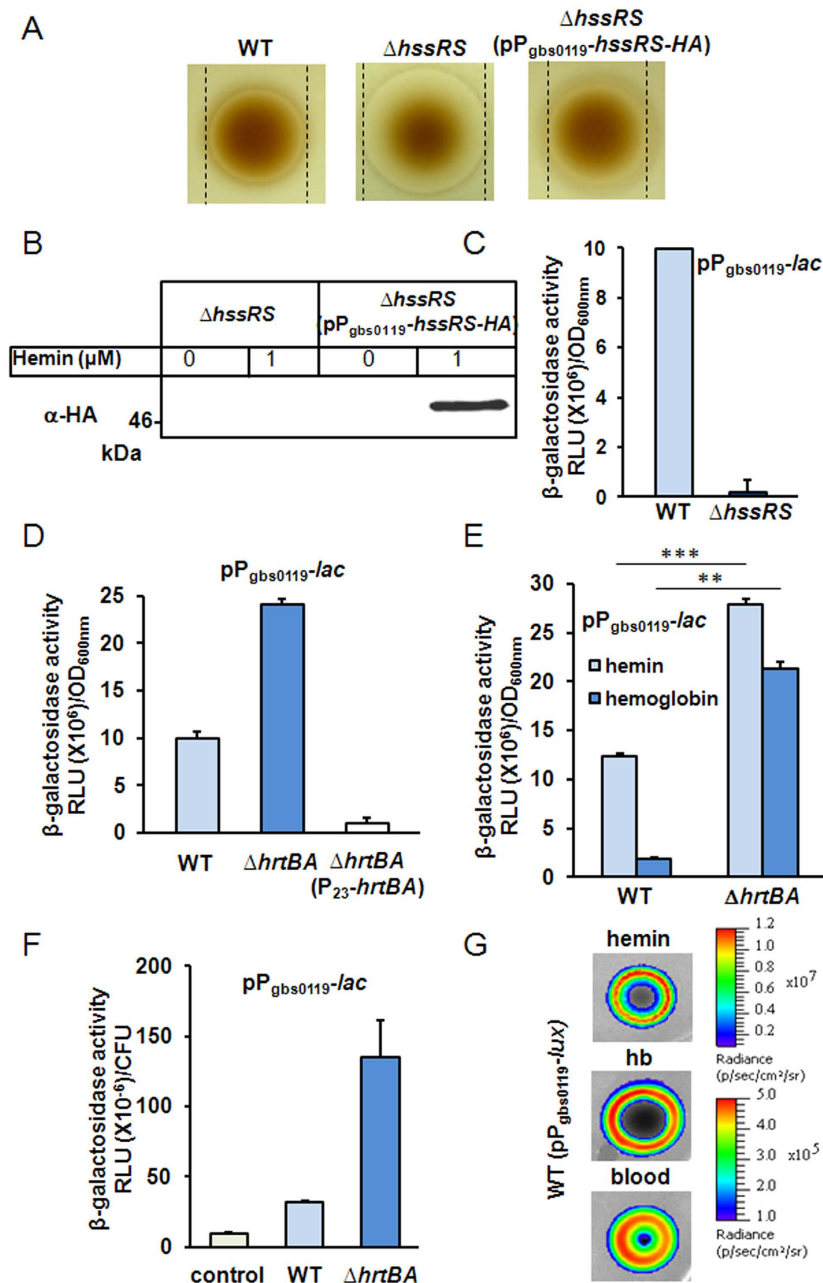 A
WT
ΔhssRS
ΔhssRS
(pPgbs0119-hssRS-HA)
B
ΔhssRS
ΔhssRS
(pPgbs0119-hssRS-HA)
Hemin (µM) 0 1 0 1
α-HA
46
kDa
C
pPgbs0119-lac
β-galactosidase activity
RLU (X10⁶)/OD600nm
10
8
6
4
2
0
WT ΔhssRS
D
pPgbs0119-lac
β-galactosidase activity
RLU (X10⁶)/OD600nm
25
20
15
10
5
0
WT ΔhrtBA ΔhrtBA
(P23-hrtBA)
E
***
**
pPgbs0119-lac
hemin
hemoglobin
β-galactosidase activity
RLU (X10⁶)/OD600nm
30
25
20
15
10
5
0
WT ΔhrtBA
F
pPgbs0119-lac
β-galactosidase activity
RLU (X10⁻⁶)/CFU
200
150
100
50
0
control WT ΔhrtBA
G
WT (pPgbs0119-lux)
hemin
hb
blood
1.2
1.0
0.8
0.6
0.4
0.2
x10⁷
Radiance
(p/sec/cm²/sr)
5.0
4.0
3.0
2.0
1.0
x10⁵
Radiance
(p/sec/cm²/sr)